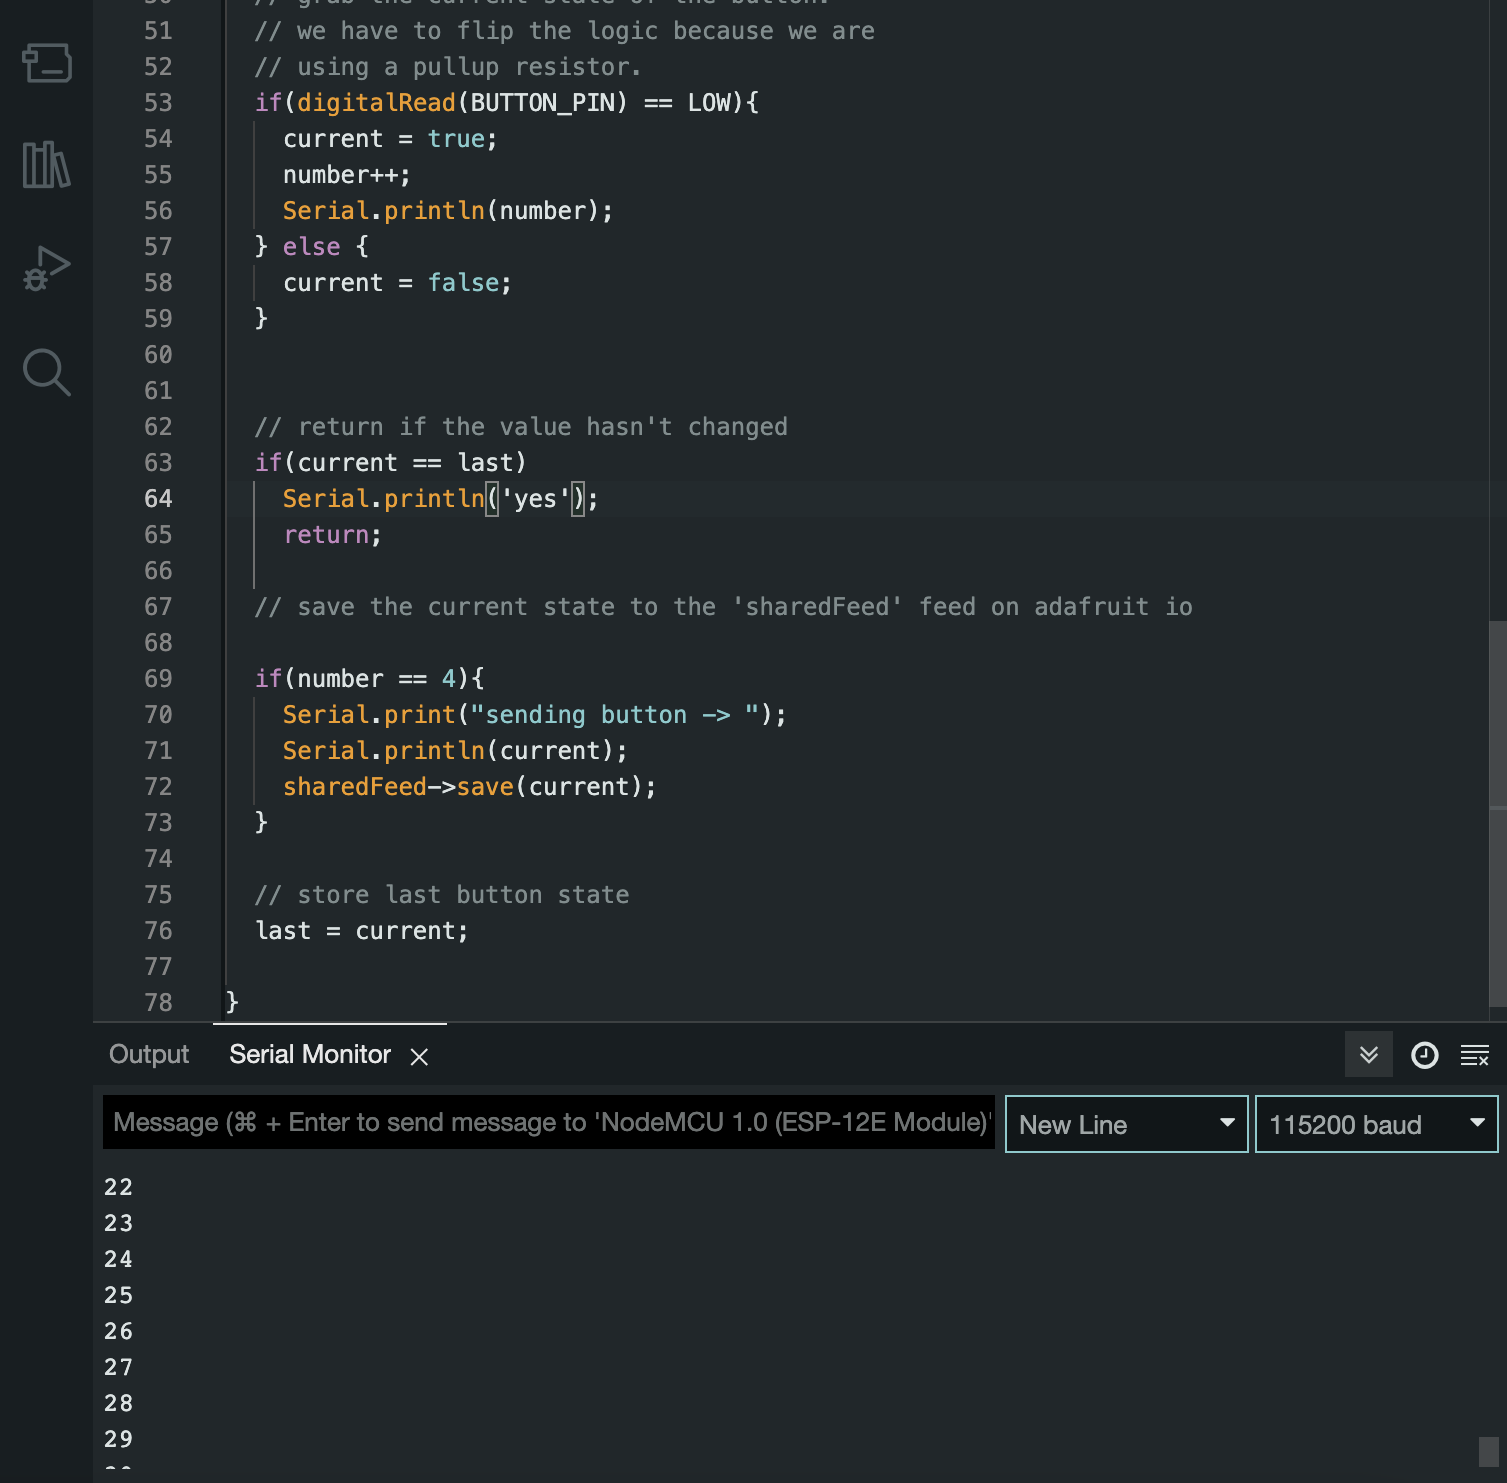 50 // grab the current state of the button.
51 // we have to flip the logic because we are
52 // using a pullup resistor.
53 if(digitalRead(BUTTON_PIN) == LOW){
54 current = true;
55 number++;
56 Serial.println(number);
57 } else {
58 current = false;
59 }
60
61
62 // return if the value hasn't changed
63 if(current == last)
64 Serial.println('yes');
65 return;
66
67 // save the current state to the 'sharedFeed' feed on adafruit io
68
69 if(number == 4){
70 Serial.print("sending button -> ");
71 Serial.println(current);
72 sharedFeed->save(current);
73 }
74
75 // store last button state
76 last = current;
77
78 }
Output Serial Monitor
Message (⌘ + Enter to send message to 'NodeMCU 1.0 (ESP-12E Module)' New Line 115200 baud
22
23
24
25
26
27
28
29